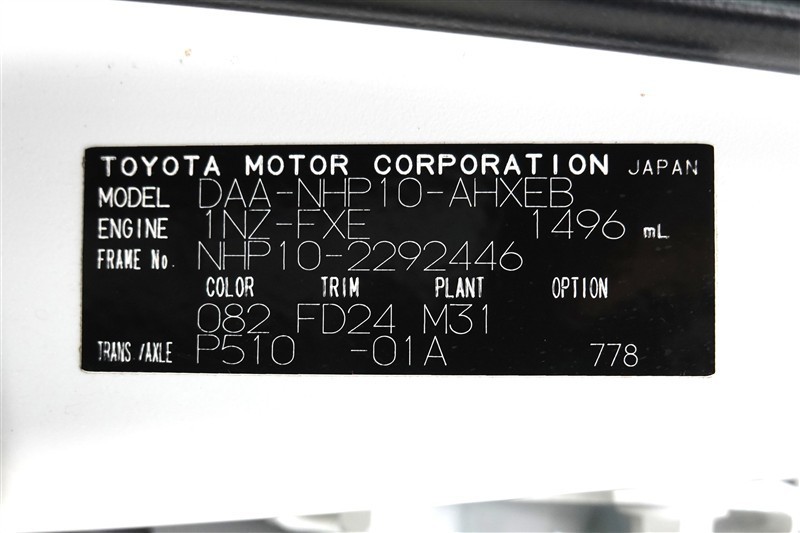 TOYOTA MOTOR CORPORATION JAPAN
MODEL DAA-NHP10-AHXEB
ENGINE 1NZ-FXE 1496 mL
FRAME No. NHP10-2292446
COLOR TRIM PLANT OPTION
082 FD24 M31
TRANS/AXLE P510 -01A 778